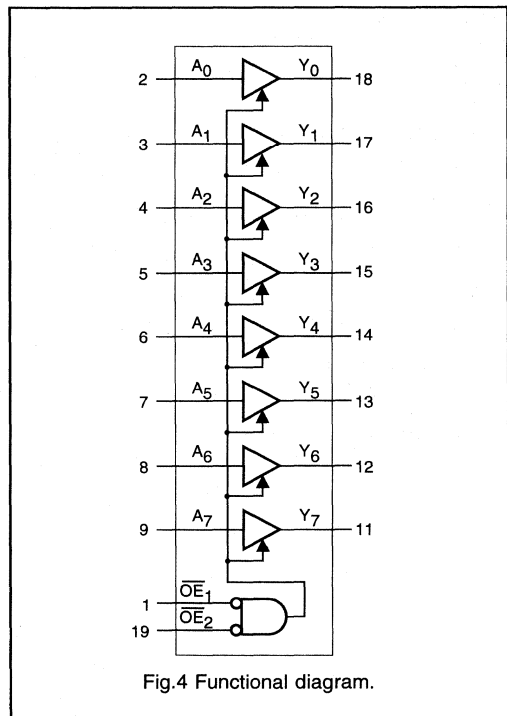 2 A0 Y0 18
3 A1 Y1 17
4 A2 Y2 16
5 A3 Y3 15
6 A4 Y4 14
7 A5 Y5 13
8 A6 Y6 12
9 A7 Y7 11
1 O̅E̅1
19 O̅E̅2
Fig.4 Functional diagram.